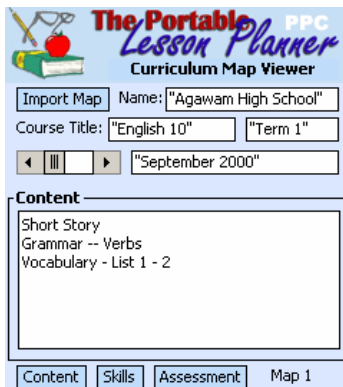 The Portable PPC
Lesson Planner
Curriculum Map Viewer
Import Map Name: "Agawam High School"
Course Title: "English 10" "Term 1"
"September 2000"
Content
Short Story
Grammar -- Verbs
Vocabulary - List 1 - 2
Content Skills Assessment Map 1